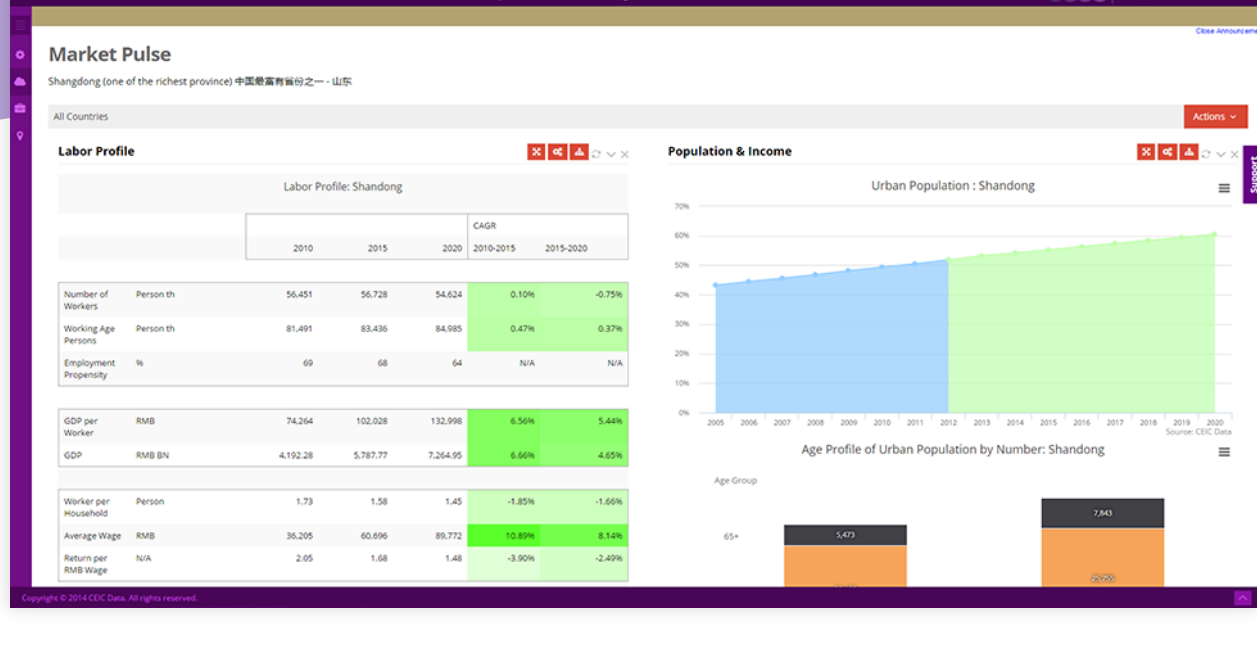 Close Announceme
Market Pulse
Shangdong (one of the richest province) 中国最富有省份之一 - 山东
All Countries
Actions
Support
Labor Profile
Labor Profile: Shandong
CAGR
2010 2015 2020 2010-2015 2015-2020
Number of Workers Person th 56,451 56,728 54,624 0.10% -0.75%
Working Age Persons Person th 81,491 83,436 84,985 0.47% 0.37%
Employment Propensity % 69 68 64 N/A N/A
GDP per Worker RMB 74,264 102,028 132,998 6.56% 5.44%
GDP RMB BN 4,192.28 5,787.77 7,264.95 6.66% 4.65%
Worker per Household Person 1.73 1.58 1.45 -1.85% -1.66%
Average Wage RMB 36,205 60,696 89,772 10.89% 8.14%
Return per RMB Wage N/A 2.05 1.68 1.48 -3.90% -2.49%
Population & Income
Urban Population : Shandong
70%
60%
50%
40%
30%
20%
10%
0%
2005 2006 2007 2008 2009 2010 2011 2012 2013 2014 2015 2016 2017 2018 2019 2020
Source: CEIC Data
Age Profile of Urban Population by Number: Shandong
Age Group
65+
5,473
7,843
Copyright © 2014 CEIC Data. All rights reserved.